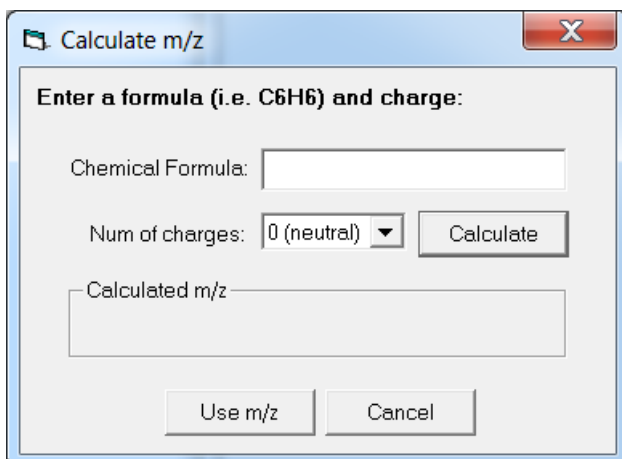 Calculate m/z
Enter a formula (i.e. C6H6) and charge:
Chemical Formula:
Num of charges: 0 (neutral) Calculate
Calculated m/z
Use m/z Cancel